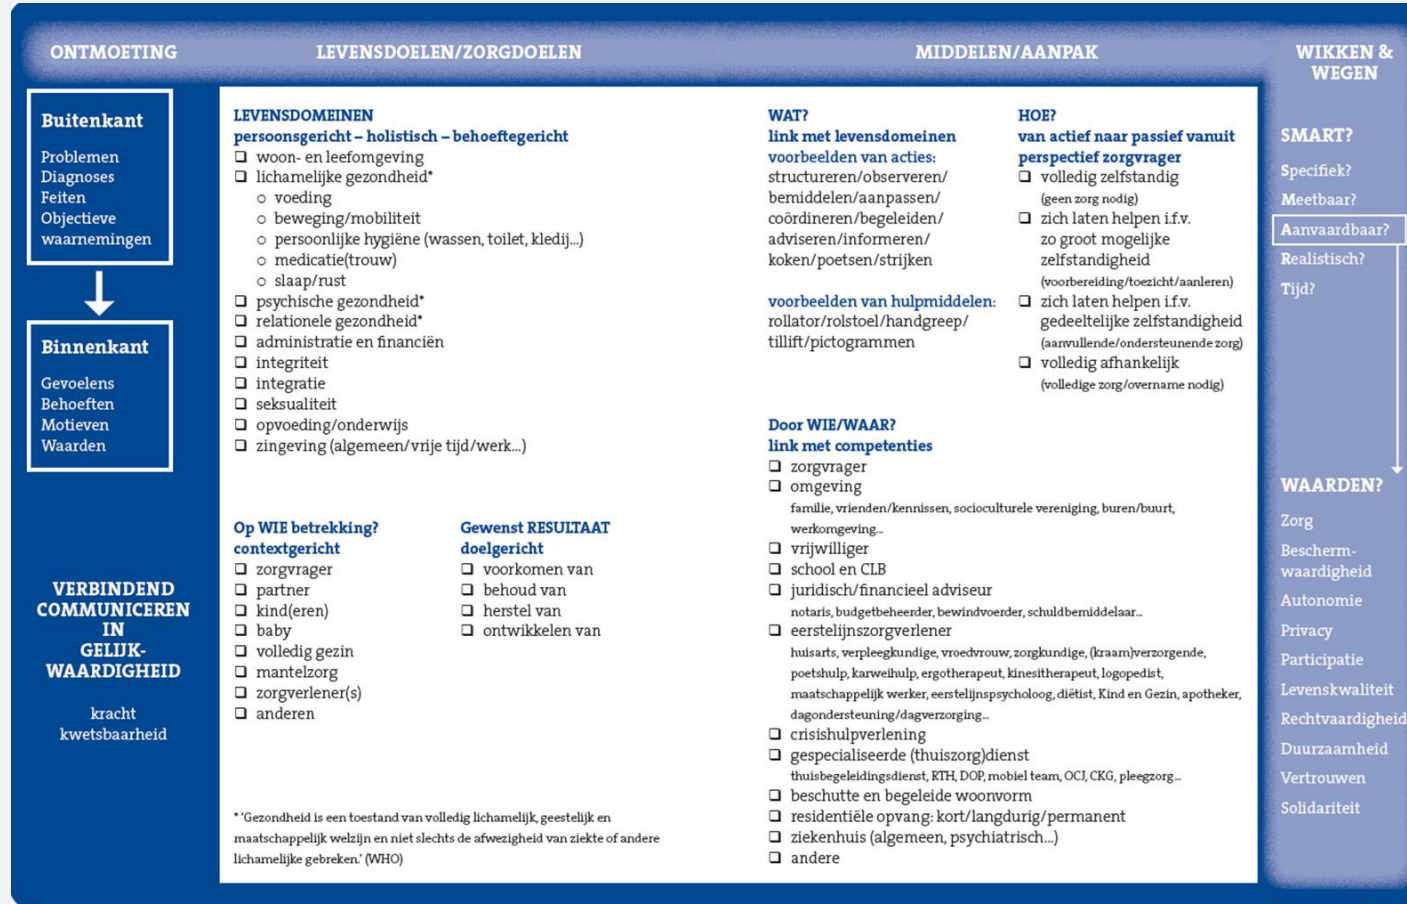 ONTMOETING
LEVENSDOELEN/ZORGDOELEN
MIDDELEN/AANPAK
WIKKEN &
WEGEN
Buitenkant
Problemen
Diagnoses
Feiten
Objectieve
waarnemingen
Binnenkant
Gevoelens
Behoeften
Motieven
Waarden
VERBINDEND
COMMUNICEREN
IN
GELIJK-
WAARDIGHEID
kracht
kwetsbaarheid
LEVENSDOMEINEN
persoonsgericht – holistisch – behoeftegericht
❑ woon- en leefomgeving
❑ lichamelijke gezondheid*
o voeding
o beweging/mobiliteit
o persoonlijke hygiëne (wassen, toilet, kledij...)
o medicatie(trouw)
o slaap/rust
❑ psychische gezondheid*
❑ relationele gezondheid*
❑ administratie en financiën
❑ integriteit
❑ integratie
❑ seksualiteit
❑ opvoeding/onderwijs
❑ zingeving (algemeen/vrije tijd/werk...)
Op WIE betrekking?
contextgericht
❑ zorgvrager
❑ partner
❑ kind(eren)
❑ baby
❑ volledig gezin
❑ mantelzorg
❑ zorgverlener(s)
❑ anderen
Gewenst RESULTAAT
doelgericht
❑ voorkomen van
❑ behoud van
❑ herstel van
❑ ontwikkelen van
* 'Gezondheid is een toestand van volledig lichamelijk, geestelijk en
maatschappelijk welzijn en niet slechts de afwezigheid van ziekte of andere
lichamelijke gebreken.' (WHO)
WAT?
link met levensdomeinen
voorbeelden van acties:
structureren/observeren/
bemiddelen/aanpassen/
coördineren/begeleiden/
adviseren/informeren/
koken/poetsen/strijken
voorbeelden van hulpmiddelen:
rollator/rolstoel/handgreep/
tillift/pictogrammen
HOE?
van actief naar passief vanuit
perspectief zorgvrager
❑ volledig zelfstandig
(geen zorg nodig)
❑ zich laten helpen i.f.v.
zo groot mogelijke
zelfstandigheid
(voorbereiding/toezicht/aanleren)
❑ zich laten helpen i.f.v.
gedeeltelijke zelfstandigheid
(aanvullende/ondersteunende zorg)
❑ volledig afhankelijk
(volledige zorg/overname nodig)
Door WIE/WAAR?
link met competenties
❑ zorgvrager
❑ omgeving
familie, vrienden/kennissen, socioculturele vereniging, buren/buurt,
werkomgeving...
❑ vrijwilliger
❑ school en CLB
❑ juridisch/financieel adviseur
notaris, budgetbeheerder, bewindvoerder, schuldbemiddelaar...
❑ eerstelijnszorgverlener
huisarts, verpleegkundige, vroedvrouw, zorgkundige, (kraam)verzorgende,
poetshulp, karweihulp, ergotherapeut, kinesitherapeut, logopedist,
maatschappelijk werker, eerstelijnspsycholoog, diëtist, Kind en Gezin, apotheker,
dagondersteuning/dagverzorging...
❑ crisishulpverlening
❑ gespecialiseerde (thuiszorg)dienst
thuisbegeleidingsdienst, RTH, DOP, mobiel team, OCJ, CKG, pleegzorg...
❑ beschutte en begeleide woonvorm
❑ residentiële opvang: kort/langdurig/permanent
❑ ziekenhuis (algemeen, psychiatrisch...)
❑ andere
SMART?
Specifiek?
Meetbaar?
Aanvaardbaar?
Realistisch?
Tijd?
WAARDEN?
Zorg
Bescherm-
waardigheid
Autonomie
Privacy
Participatie
Levenskwaliteit
Rechtvaardigheid
Duurzaamheid
Vertrouwen
Solidariteit